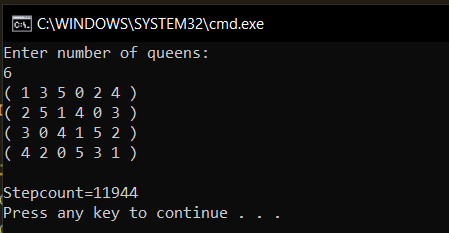 C:\WINDOWS\SYSTEM32\cmd.exe
Enter number of queens:
6
( 1 3 5 0 2 4 )
( 2 5 1 4 0 3 )
( 3 0 4 1 5 2 )
( 4 2 0 5 3 1 )
Stepcount=11944
Press any key to continue . . .